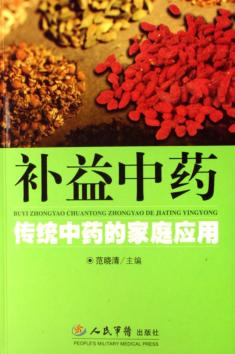 补益中药
BUYI ZHONGYAO CHUANTONG ZHONGYAO DE JIATING YINGYONG
传统中药的家庭应用
◉ 范晓清/主编
人民军医出版社
PEOPLE'S MILITARY MEDICAL PRESS